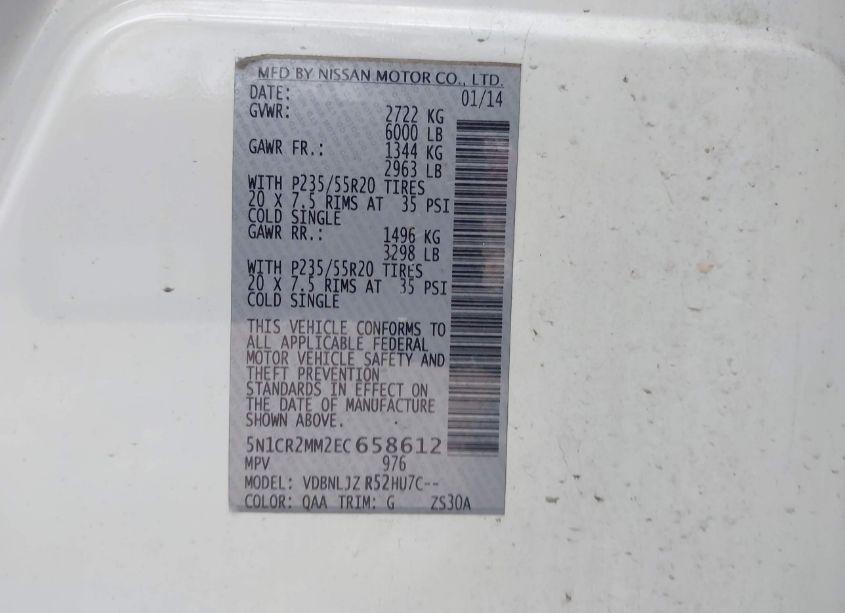 MFD BY NISSAN MOTOR CO., LTD.
DATE: 01/14
GVWR: 2722 KG
6000 LB
GAWR FR.: 1344 KG
2963 LB
WITH P235/55R20 TIRES
20 X 7.5 RIMS AT 35 PSI
COLD SINGLE
GAWR RR.: 1496 KG
3298 LB
WITH P235/55R20 TIRES
20 X 7.5 RIMS AT 35 PSI
COLD SINGLE
THIS VEHICLE CONFORMS TO
ALL APPLICABLE FEDERAL
MOTOR VEHICLE SAFETY AND
THEFT PREVENTION
STANDARDS IN EFFECT ON
THE DATE OF MANUFACTURE
SHOWN ABOVE.
5N1CR2MM2EC658612
MPV 976
MODEL: VDBNLJZ R52HU7C--
COLOR: QAA TRIM: G ZS30A